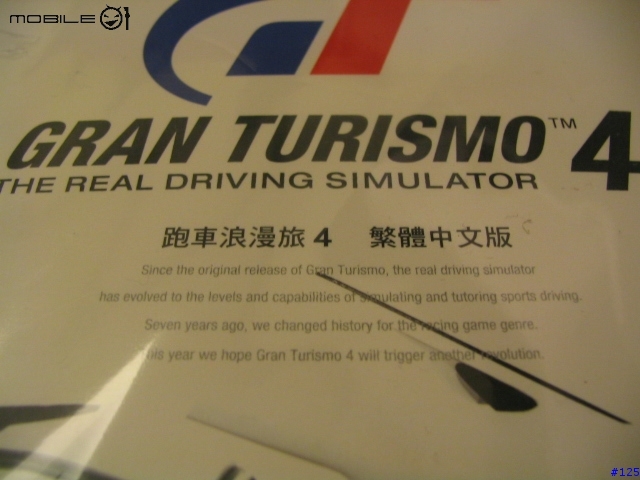 MOBILE
GRAN TURISMO™ 4
THE REAL DRIVING SIMULATOR
跑車浪漫旅 4 繁體中文版
Since the original release of Gran Turismo, the real driving simulator
has evolved to the levels and capabilities of simulating and tutoring sports driving.
Seven years ago, we changed history for the racing game genre.
This year we hope Gran Turismo 4 will trigger another revolution.
#125